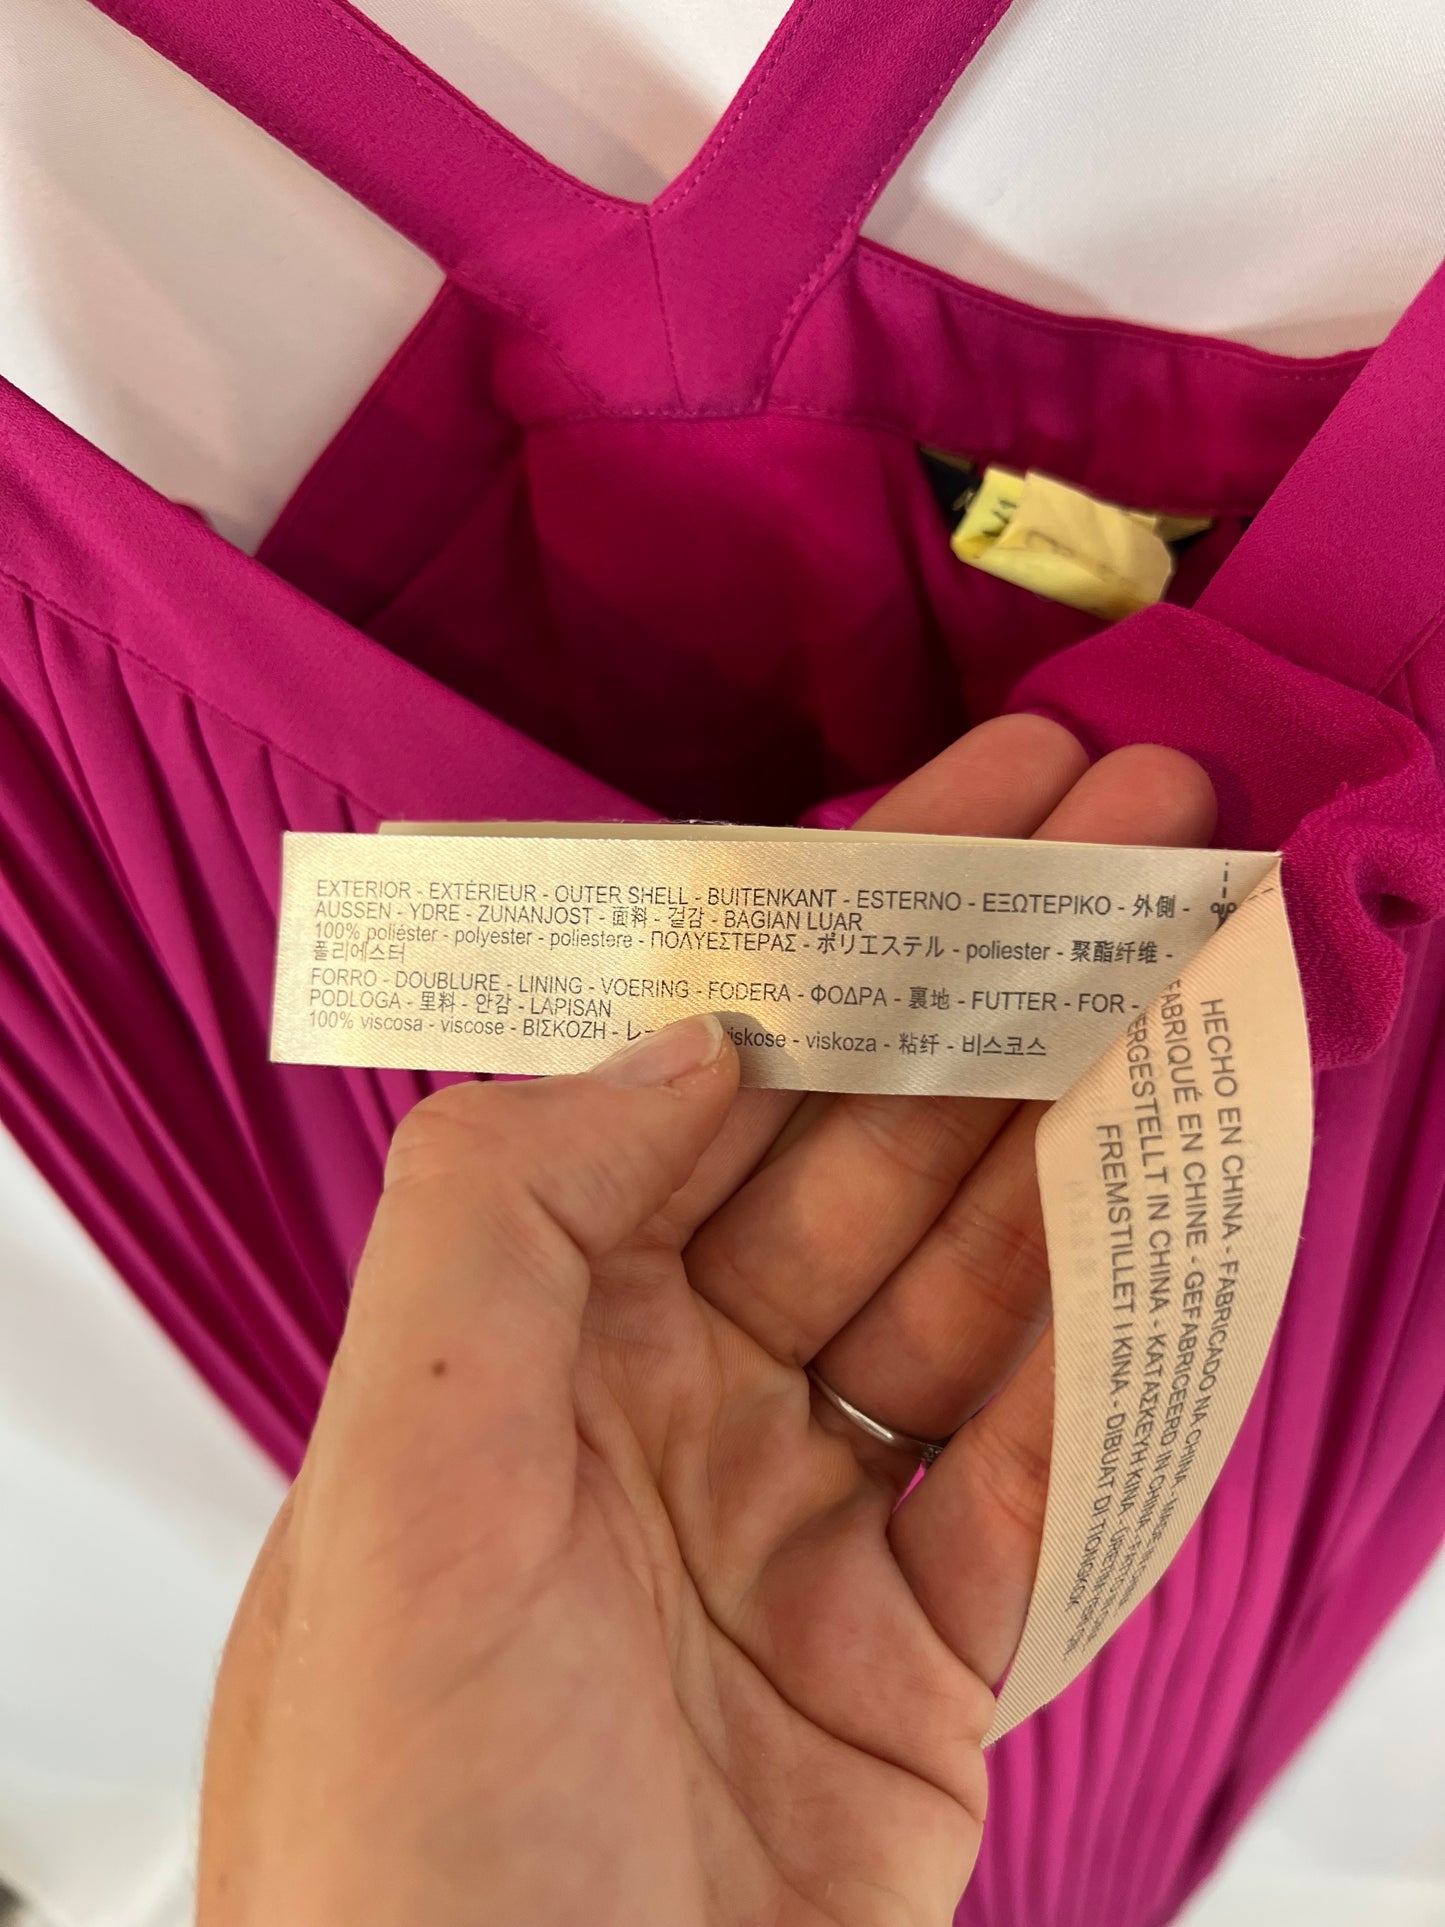 EXTERIOR - EXTÉRIEUR - OUTER SHELL - BUITENKANT - ESTERNO - ΕΞΩΤΕΡΙΚΟ - 外側 -
AUSSEN - YDRE - ZUNANJOST - 面料 - 겉감 - BAGIAN LUAR
100% poliéster - polyester - poliestere - ΠΟΛΥΕΣΤΕΡΑΣ - ポリエステル - poliester - 聚酯纤维 -
폴리에스터
FORRO - DOUBLURE - LINING - VOERING - FODERA - ΦΟΔΡΑ - 裏地 - FUTTER - FOR -
PODLOGA - 里料 - 안감 - LAPISAN
100% viscosa - viscose - ΒΙΣΚΟΖΗ - viskoza - 粘纤 - 비스코스
HECHO EN CHINA - FABRICADO NA CHINA -
FABRIQUÉ EN CHINE - GEFABRICEERD IN CHINA -
IN CHINA - ΚΑΤΑΣΚΕΥΗ ΚΙΝΑ -
FREMSTILLET I KINA - DIBUAT DI TIONGKOK